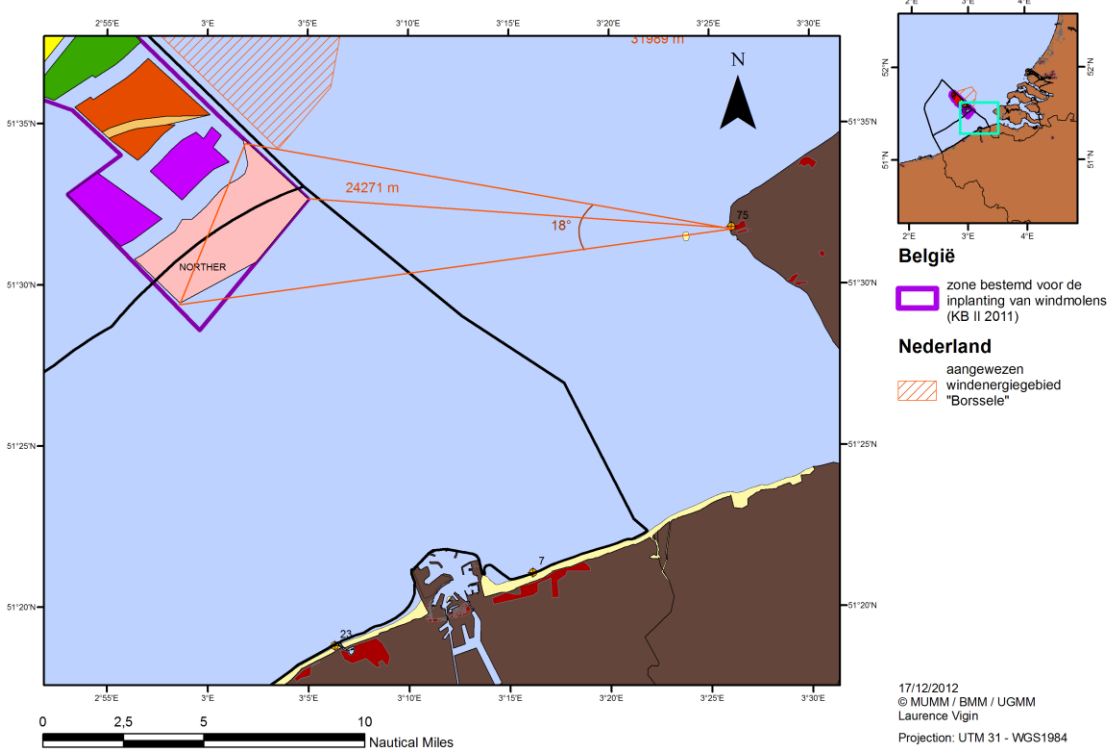 2°55'E 3°0'E 3°5'E 3°10'E 3°15'E 3°20'E 3°25'E 3°30'E
31989 m
N
51°35'N 51°35'N
24271 m
18°
75
NORTHER
51°30'N 51°30'N
51°25'N 51°25'N
7
51°20'N 51°20'N
23
2°55'E 3°0'E 3°5'E 3°10'E 3°15'E 3°20'E 3°25'E 3°30'E
0 2,5 5 10
Nautical Miles
2°E 3°E 4°E
52°N 52°N
51°N 51°N
2°E 3°E 4°E
België
zone bestemd voor de
inplanting van windmolens
(KB II 2011)
Nederland
aangewezen
windenergiegebied
"Borssele"
17/12/2012
© MUMM / BMM / UGMM
Laurence Vigin
Projection: UTM 31 - WGS1984